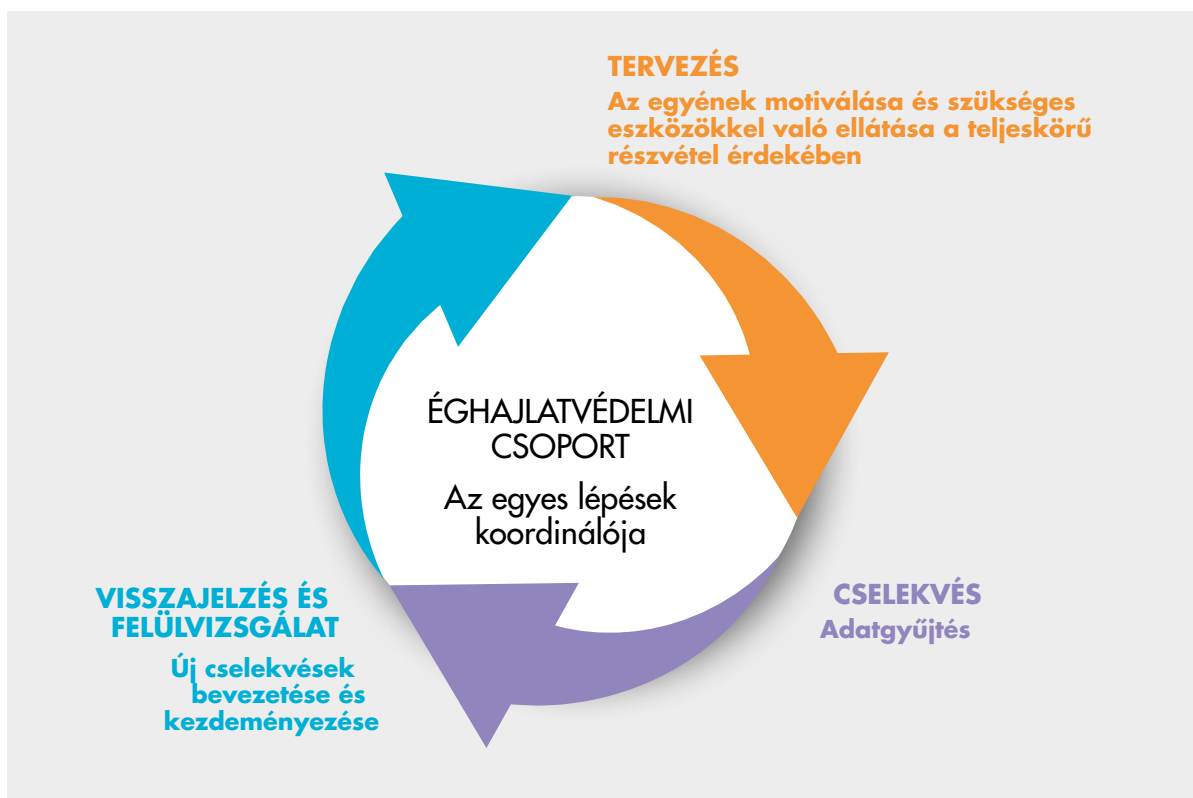 TERVEZÉS
Az egyének motiválása és szükséges
eszközökkel való ellátása a teljeskörű
részvétel érdekében
ÉGHAJLATVÉDELMI
CSOPORT
Az egyes lépések
koordinálója
CSELEKVÉS
Adatgyűjtés
VISSZAJELZÉS ÉS
FELÜLVIZSGÁLAT
Új cselekvések
bevezetése és
kezdeményezése